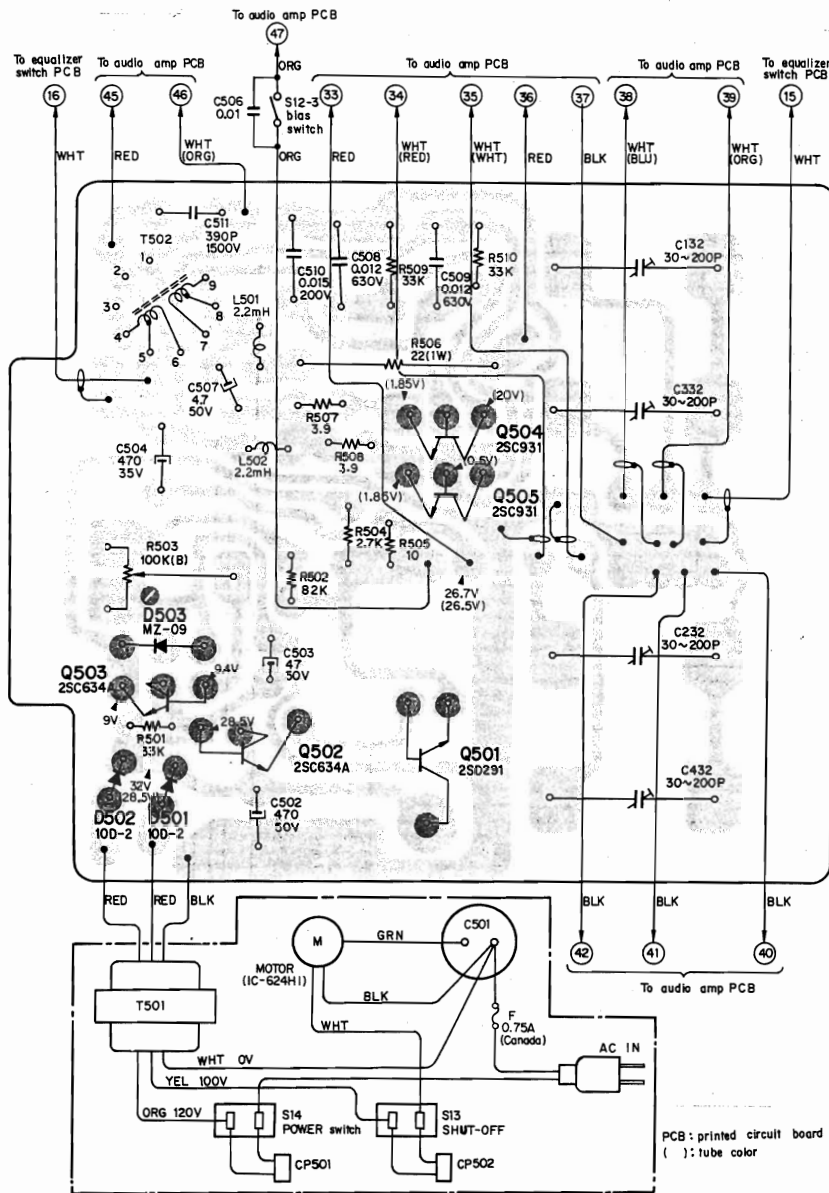 To audio amp PCB
47
To equalizer
switch PCB
To audio amp PCB
To audio amp PCB
To audio amp PCB
To equalizer
switch PCB
16
45
46
33
34
35
36
37
38
39
15
ORG
C506
0.01
S12-3
bias
switch
ORG
WHT
RED
WHT
(ORG)
RED
WHT
(RED)
WHT
(WHT)
RED
BLK
WHT
(BLU)
WHT
(ORG)
WHT
C511
390P
1500V
T502
1
2
3
4
5
6
7
8
9
L501
2.2mH
C510
0.015
200V
C508
0.012
630V
R509
33K
C509
0.012
630V
R510
33K
C132
30~200P
R506
22(1W)
C507
4.7
50V
(1.85V)
(20V)
R507
3.9
C332
30~200P
Q504
2SC931
C504
470
35V
L502
2.2mH
R508
3.9
(0.5V)
(1.85V)
Q505
2SC931
R503
100K(B)
R504
2.7K
R505
10
R502
82K
26.7V
(26.5V)
D503
MZ-09
C503
47
50V
C232
30~200P
Q503
2SC634A
9.4V
9V
R501
33K
28.5V
Q502
2SC634A
Q501
2SD291
32V
(28.5V)
C432
30~200P
D502
10D-2
D501
10D-2
C502
470
50V
RED
RED
BLK
BLK
BLK
BLK
42
41
40
To audio amp PCB
M
GRN
C501
MOTOR
(IC-624HI)
BLK
T501
WHT
F
0.75A
(Canada)
WHT 0V
AC IN
YEL 100V
ORG 120V
S14
POWER switch
S13
SHUT-OFF
CP501
CP502
PCB: printed circuit board
( ): tube color